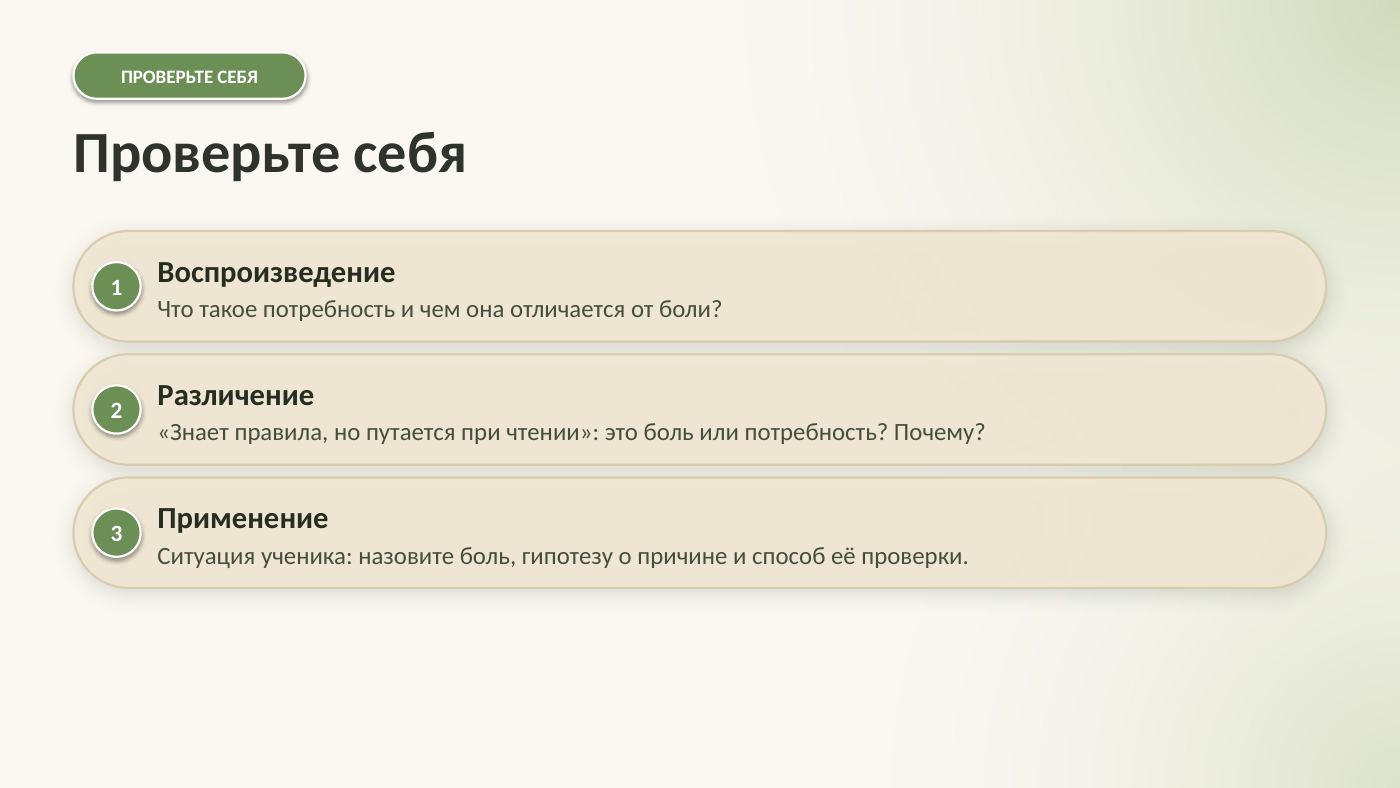 ПРОВЕРЬТЕ СЕБЯ
Проверьте себя
1
Воспроизведение
Что такое потребность и чем она отличается от боли?
2
Различение
«Знает правила, но путается при чтении»: это боль или потребность? Почему?
3
Применение
Ситуация ученика: назовите боль, гипотезу о причине и способ её проверки.